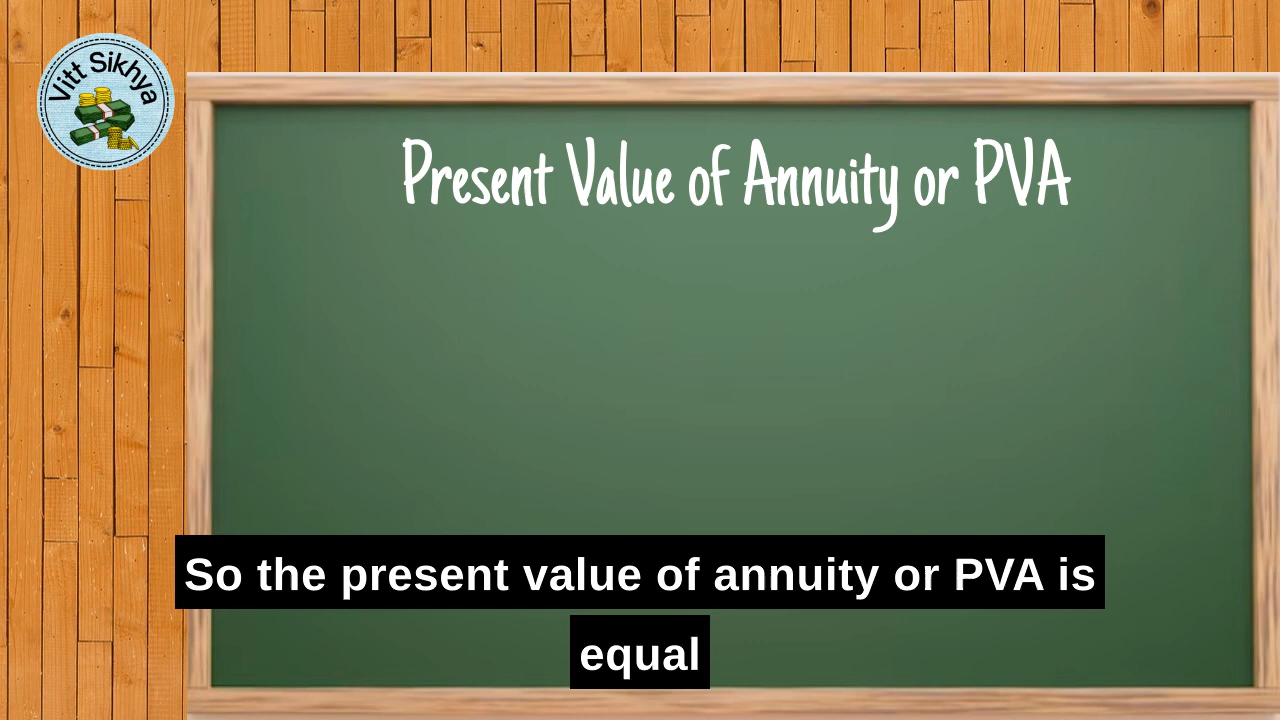 Vitt Sikhya
Present Value of Annuity or PVA
So the present value of annuity or PVA is
equal